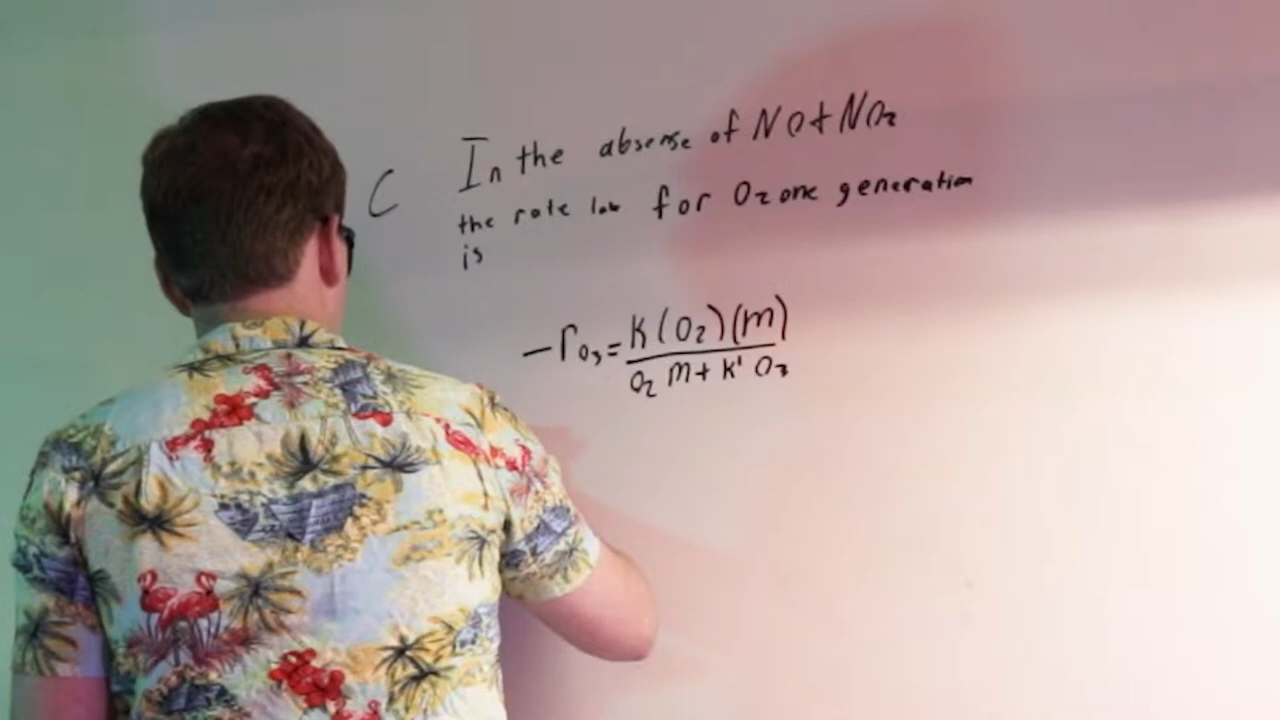 C In the absense of NO + NO2
the rate law for Ozone generation
is
-rO3 = k(O2)(m)
O2 m + k' O3